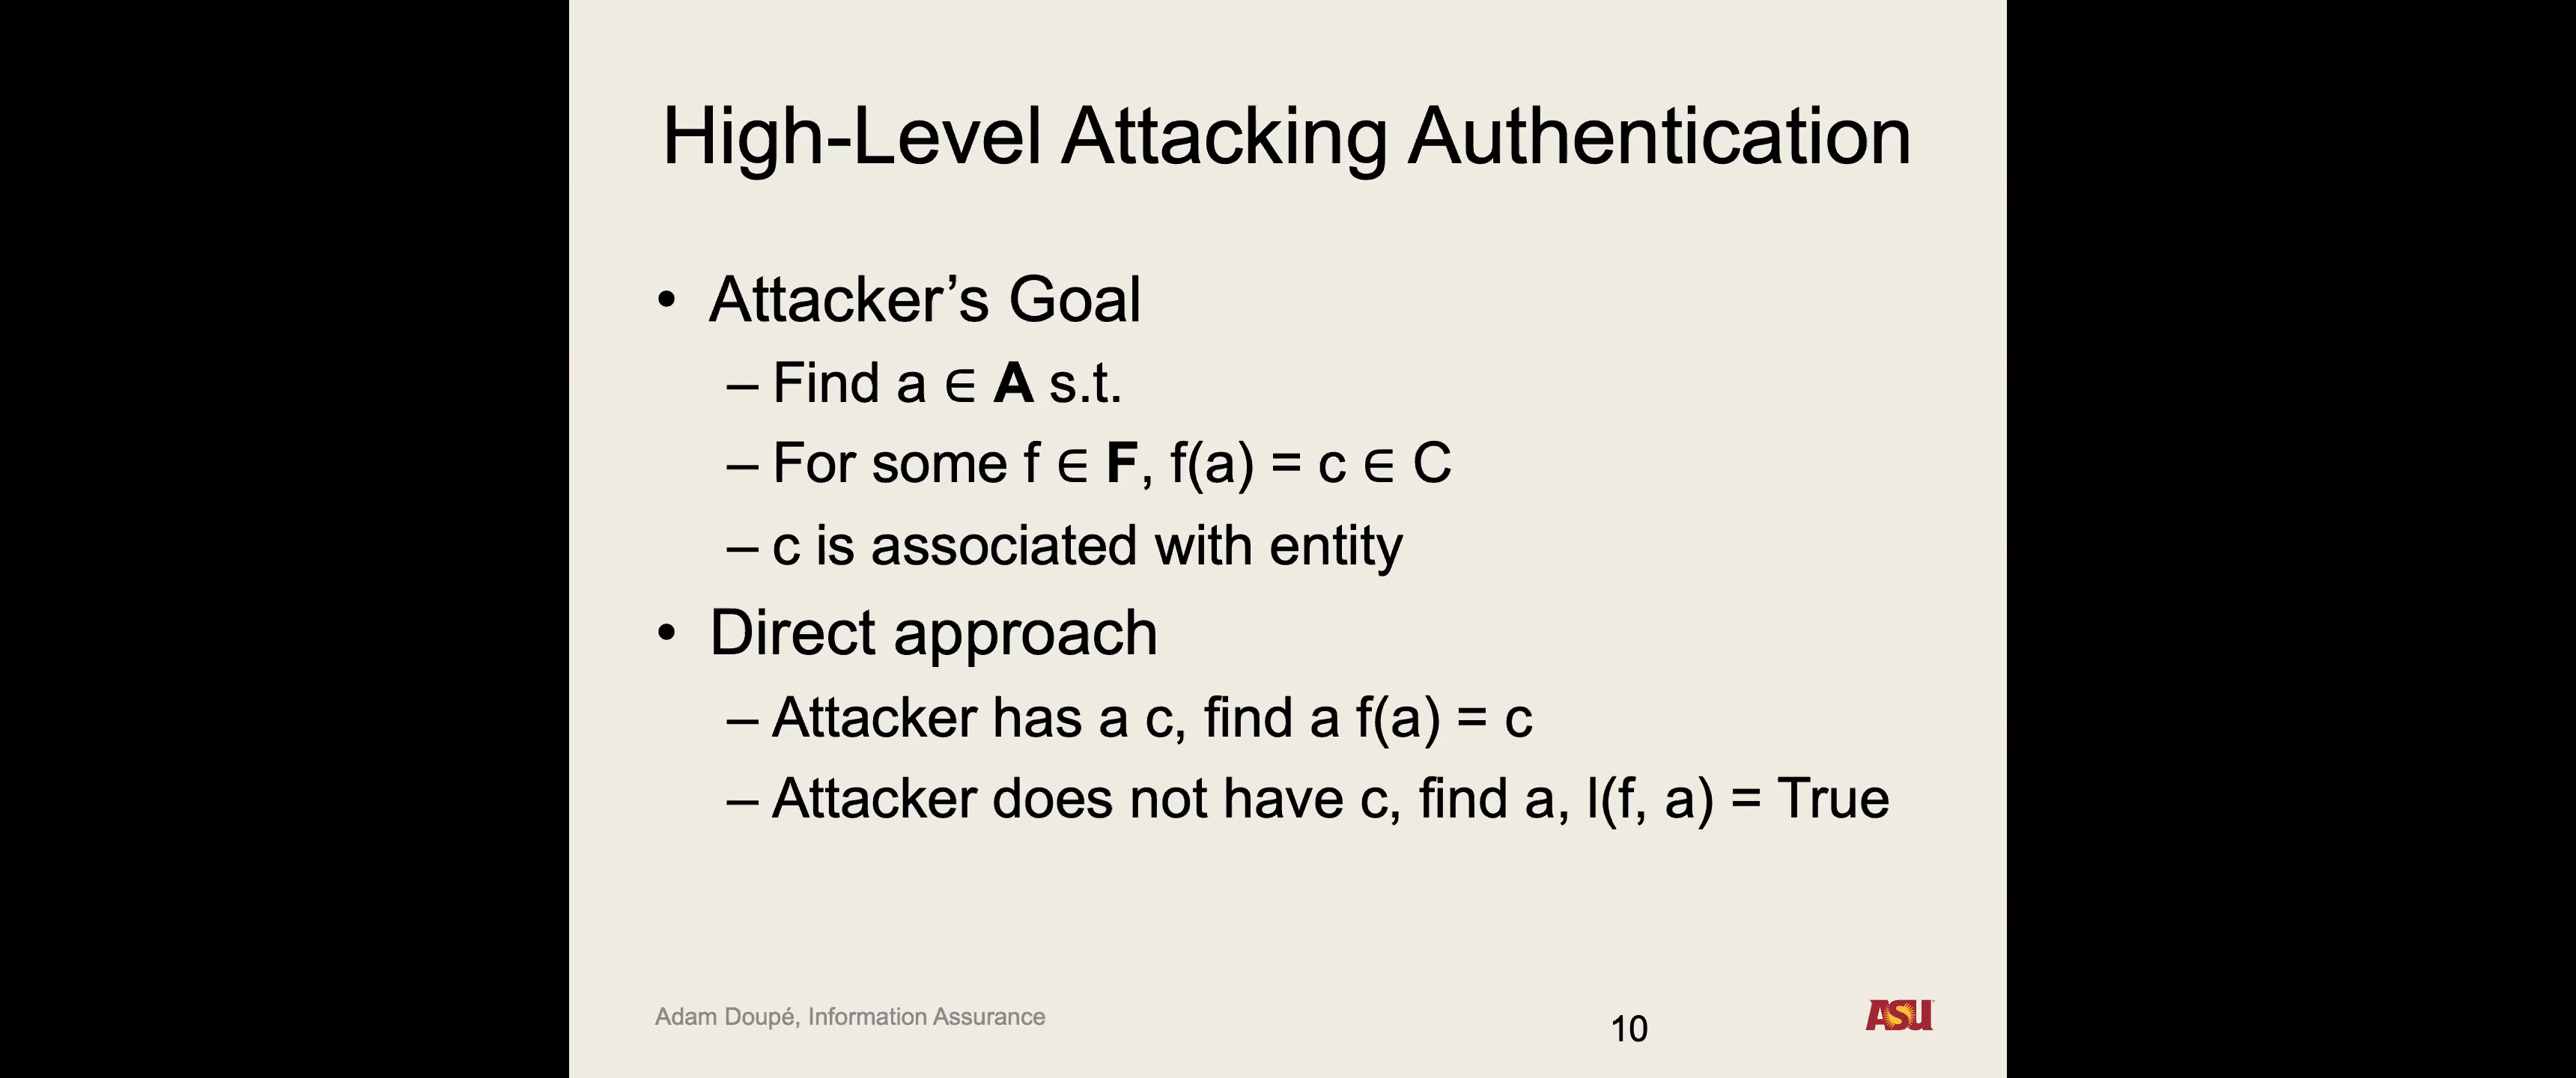 High-Level Attacking Authentication
• Attacker’s Goal
– Find a ∈ A s.t.
– For some f ∈ F, f(a) = c ∈ C
– c is associated with entity
• Direct approach
– Attacker has a c, find a f(a) = c
– Attacker does not have c, find a, l(f, a) = True
Adam Doupé, Information Assurance
10
ASU